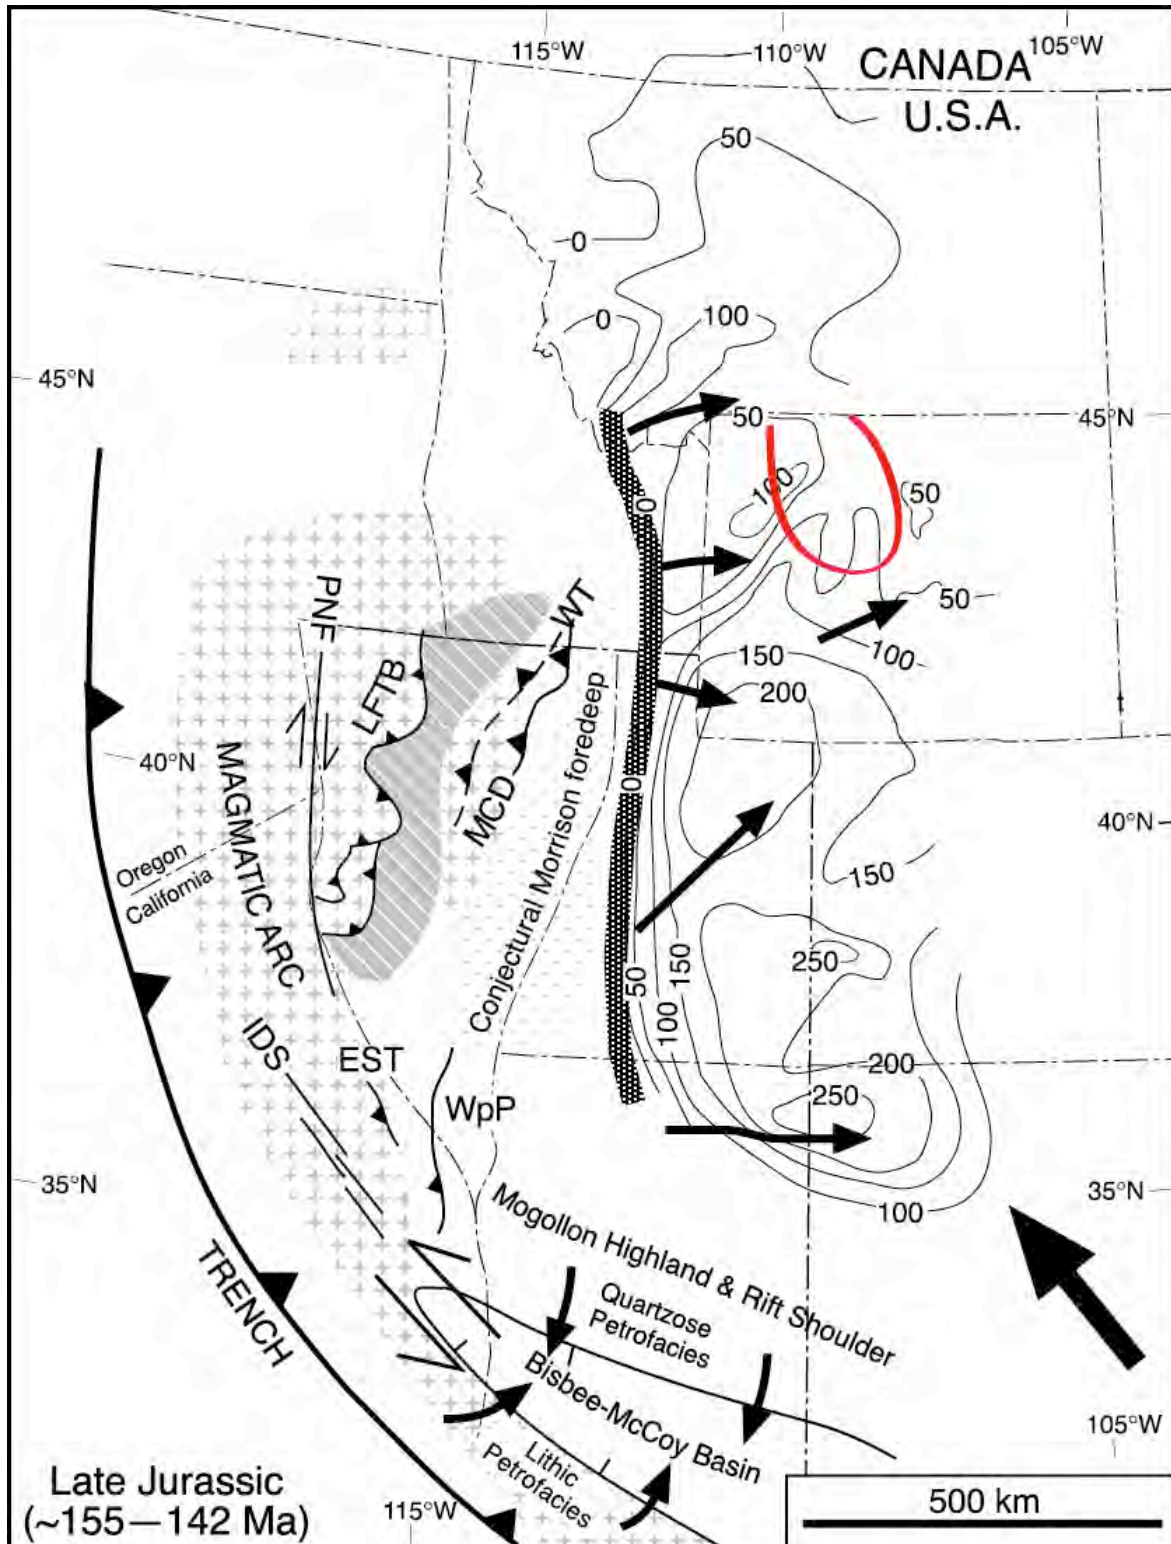 115°W
110°W
105°W
CANADA
U.S.A.
50
0
0
100
45°N
50
45°N
100
50
0
50
PNF
WT
LFTB
100
150
200
MCD
Conjectural Morrison foredeep
40°N
MAGMATIC ARC
0
40°N
Oregon
California
150
250
50
150
100
IDS
EST
200
WpP
250
35°N
35°N
100
Mogollon Highland & Rift Shoulder
TRENCH
Quartzose
Petrofacies
Bisbee-McCoy Basin
Lithic
Petrofacies
105°W
Late Jurassic
(~155—142 Ma)
115°W
500 km